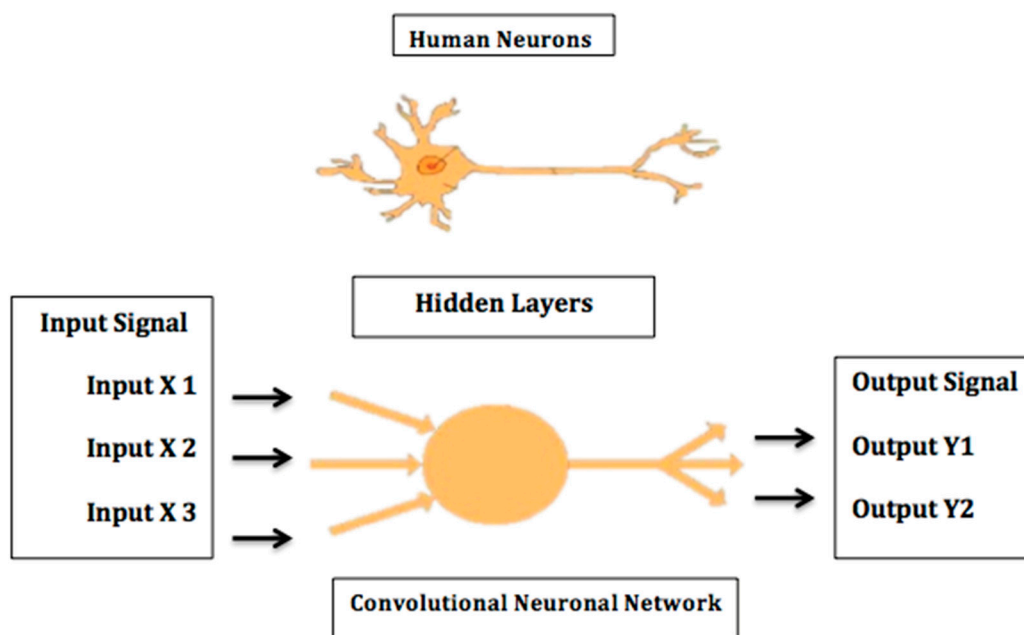 Human Neurons
Hidden Layers
Input Signal
Input X 1
Input X 2
Input X 3
Output Signal
Output Y1
Output Y2
Convolutional Neuronal Network